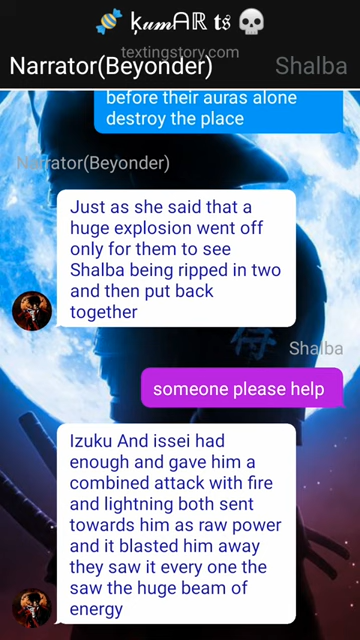 🍬 ķ𝓾𝓶ᗩℝ 𝐭𝔰 💀
textingstory.com
Narrator(Beyonder) Shalba
before their auras alone
destroy the place
Narrator(Beyonder)
Just as she said that a
huge explosion went off
only for them to see
Shalba being ripped in two
and then put back
together
Shalba
someone please help
Izuku And issei had
enough and gave him a
combined attack with fire
and lightning both sent
towards him as raw power
and it blasted him away
they saw it every one the
saw the huge beam of
energy